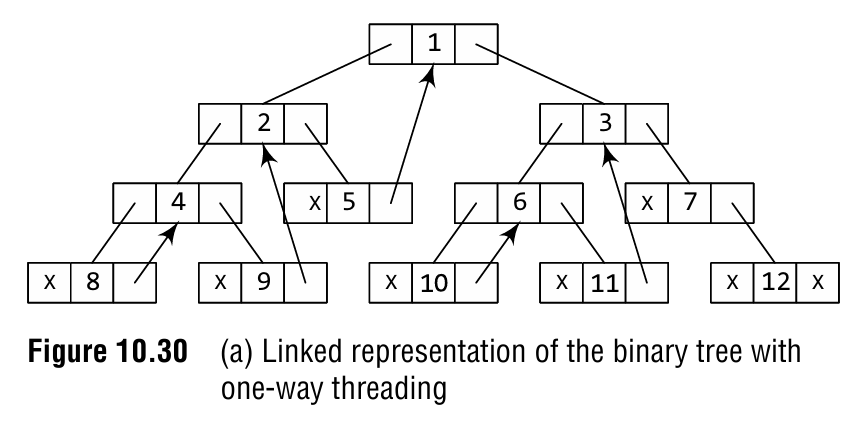 1
2
3
4
X 5
6
X 7
X 8
X 9
X 10
X 11
X 12 X
Figure 10.30 (a) Linked representation of the binary tree with
one-way threading